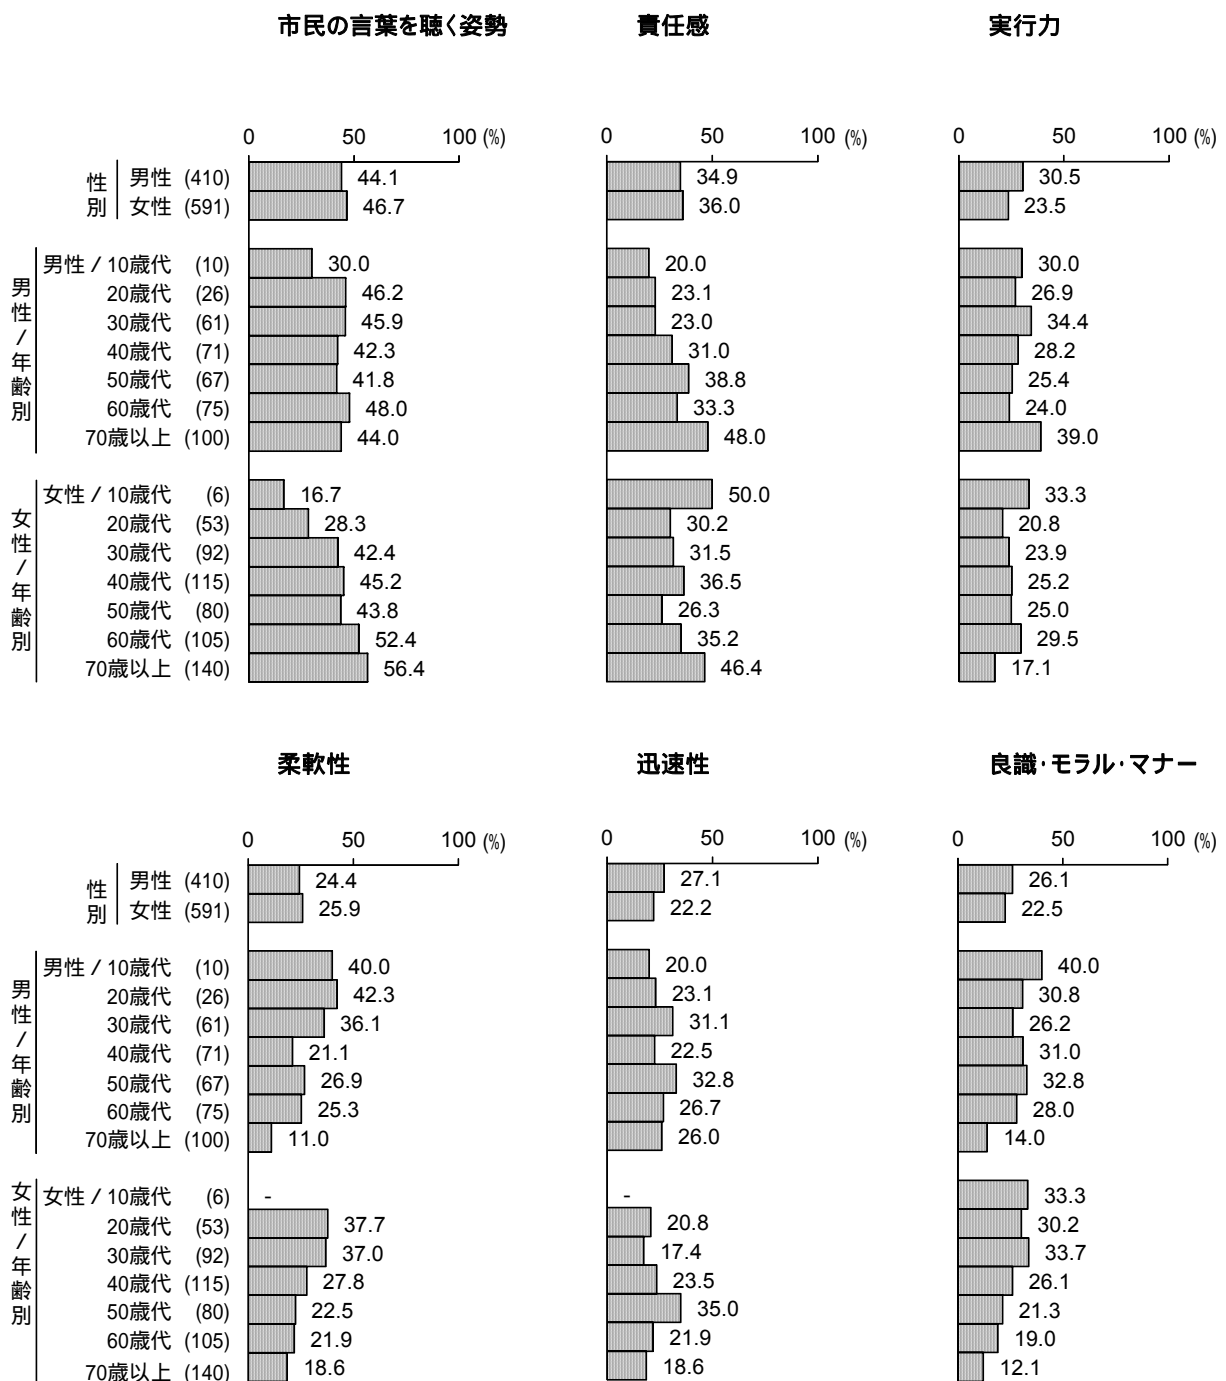 市民の言葉を聴く姿勢 責任感 実行力
0 50 100 (%) 0 50 100 (%) 0 50 100 (%)
性別
男性 (410) 44.1 34.9 30.5
女性 (591) 46.7 36.0 23.5
男性/年齢別
男性 / 10歳代 (10) 30.0 20.0 30.0
20歳代 (26) 46.2 23.1 26.9
30歳代 (61) 45.9 23.0 34.4
40歳代 (71) 42.3 31.0 28.2
50歳代 (67) 41.8 38.8 25.4
60歳代 (75) 48.0 33.3 24.0
70歳以上 (100) 44.0 48.0 39.0
女性/年齢別
女性 / 10歳代 (6) 16.7 50.0 33.3
20歳代 (53) 28.3 30.2 20.8
30歳代 (92) 42.4 31.5 23.9
40歳代 (115) 45.2 36.5 25.2
50歳代 (80) 43.8 26.3 25.0
60歳代 (105) 52.4 35.2 29.5
70歳以上 (140) 56.4 46.4 17.1
柔軟性 迅速性 良識・モラル・マナー
0 50 100 (%) 0 50 100 (%) 0 50 100 (%)
性別
男性 (410) 24.4 27.1 26.1
女性 (591) 25.9 22.2 22.5
男性/年齢別
男性 / 10歳代 (10) 40.0 20.0 40.0
20歳代 (26) 42.3 23.1 30.8
30歳代 (61) 36.1 31.1 26.2
40歳代 (71) 21.1 22.5 31.0
50歳代 (67) 26.9 32.8 32.8
60歳代 (75) 25.3 26.7 28.0
70歳以上 (100) 11.0 26.0 14.0
女性/年齢別
女性 / 10歳代 (6) - - 33.3
20歳代 (53) 37.7 20.8 30.2
30歳代 (92) 37.0 17.4 33.7
40歳代 (115) 27.8 23.5 26.1
50歳代 (80) 22.5 35.0 21.3
60歳代 (105) 21.9 21.9 19.0
70歳以上 (140) 18.6 18.6 12.1